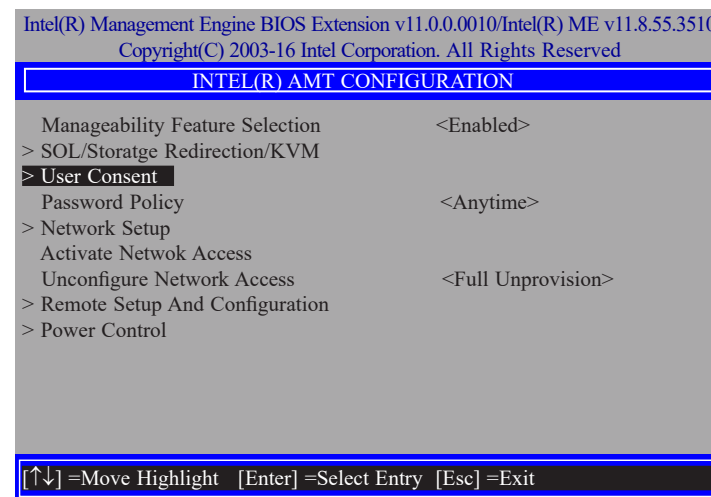 Intel(R) Management Engine BIOS Extension v11.0.0.0010/Intel(R) ME v11.8.55.3510
Copyright(C) 2003-16 Intel Corporation. All Rights Reserved
INTEL(R) AMT CONFIGURATION
Manageability Feature Selection <Enabled>
> SOL/Storatge Redirection/KVM
> User Consent
Password Policy <Anytime>
> Network Setup
Activate Netwok Access
Unconfigure Network Access <Full Unprovision>
> Remote Setup And Configuration
> Power Control
[↑↓] =Move Highlight [Enter] =Select Entry [Esc] =Exit